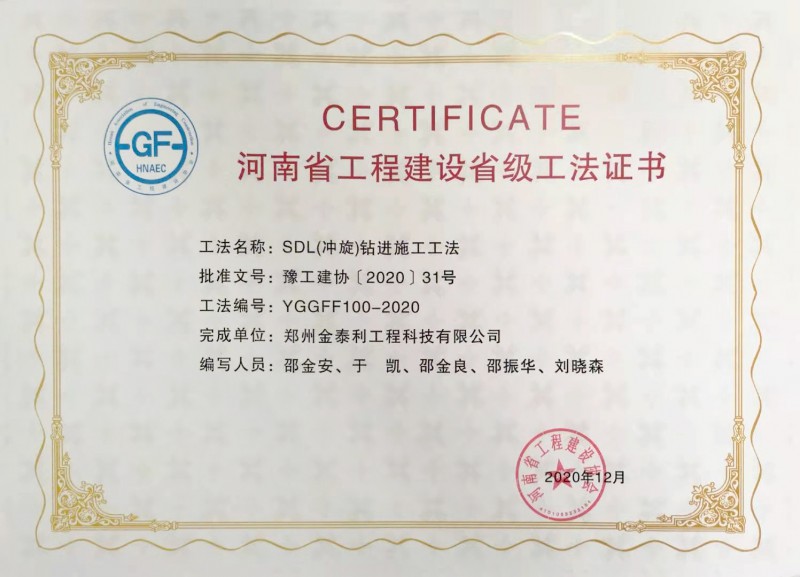 CERTIFICATE
Henan Association of Engineering Construction
GF
HNAEC
河南省工程建设省级工法证书
工法名称：SDL(冲旋)钻进施工工法
批准文号：豫工建协〔2020〕31号
工法编号：YGGFF100-2020
完成单位：郑州金泰利工程科技有限公司
编写人员：邵金安、于　凯、邵金良、邵振华、刘晓森
河南省工程建设协会
2020年12月